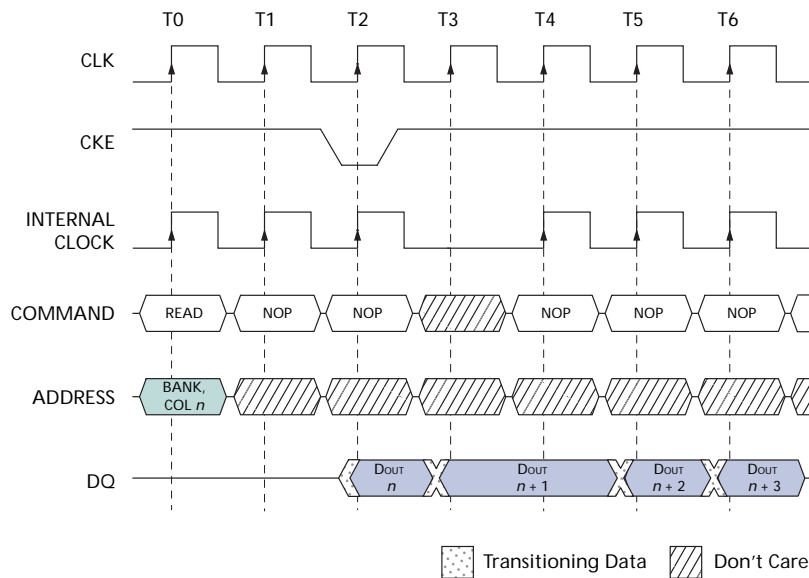 T0 T1 T2 T3 T4 T5 T6
CLK
CKE
INTERNAL
CLOCK
COMMAND READ NOP NOP NOP NOP NOP
ADDRESS BANK,
COL n
DQ DOUT
n DOUT
n + 1 DOUT
n + 2 DOUT
n + 3
Transitioning Data Don't Care